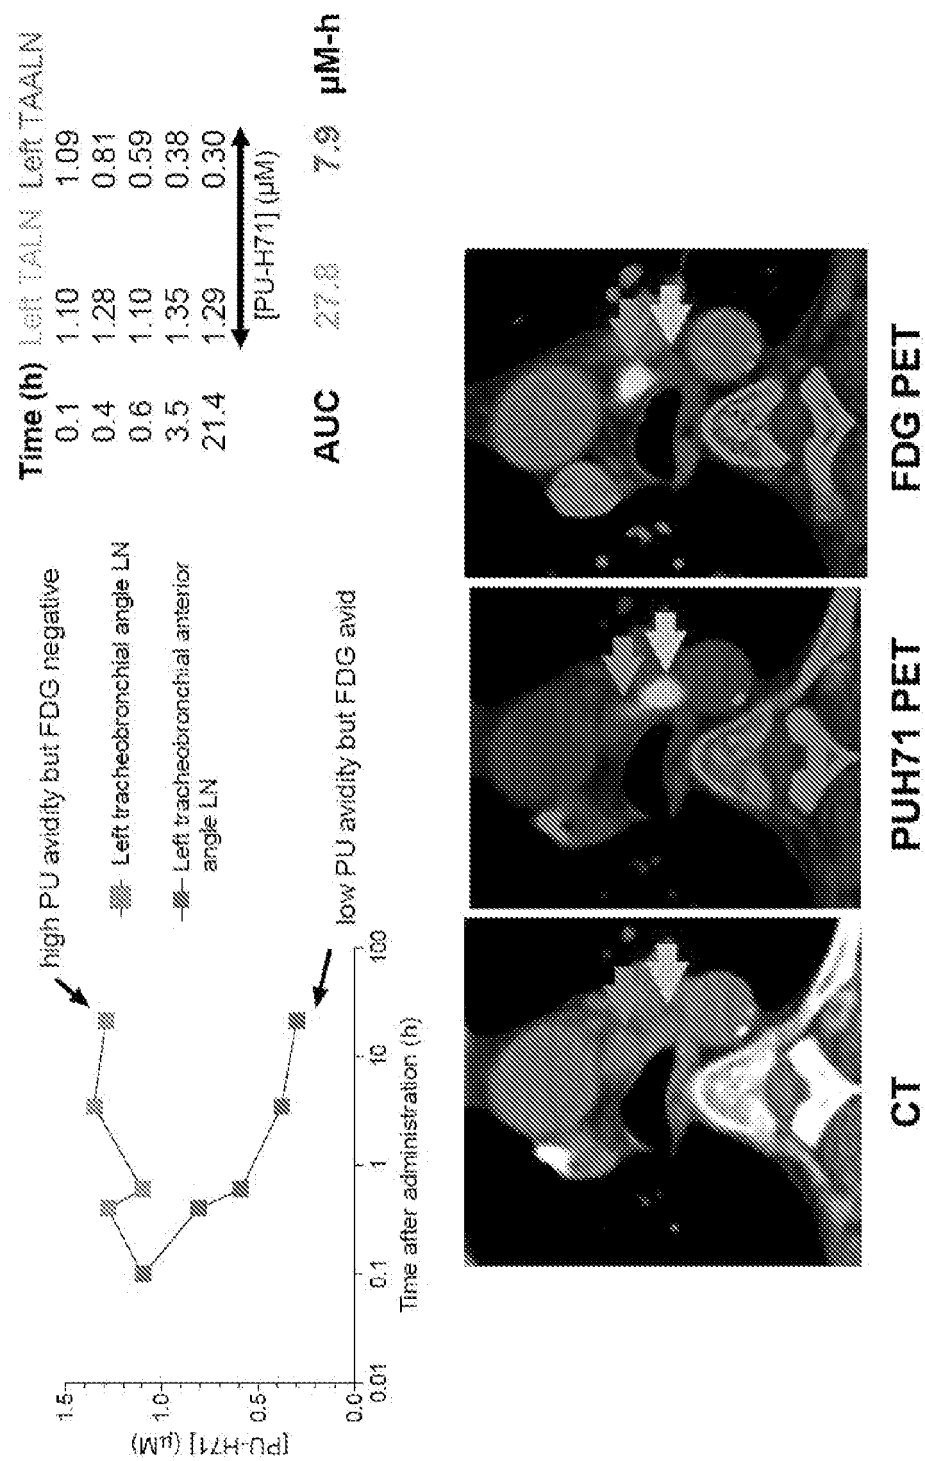 [PU-H71] (µM)
1.5
1.0
0.5
0.0
0.01
0.1
1
10
100
Time after administration (h)
high PU avidity but FDG negative
Left tracheobronchial angle LN
Left tracheobronchial anterior
angle LN
low PU avidity but FDG avid
Time (h) Left TALN Left TAALN
0.1 1.10 1.09
0.4 1.28 0.81
0.6 1.10 0.59
3.5 1.35 0.38
21.4 1.29 0.30
[PU-H71] (µM)
AUC 27.8 7.9 µM-h
CT
PUH71 PET
FDG PET